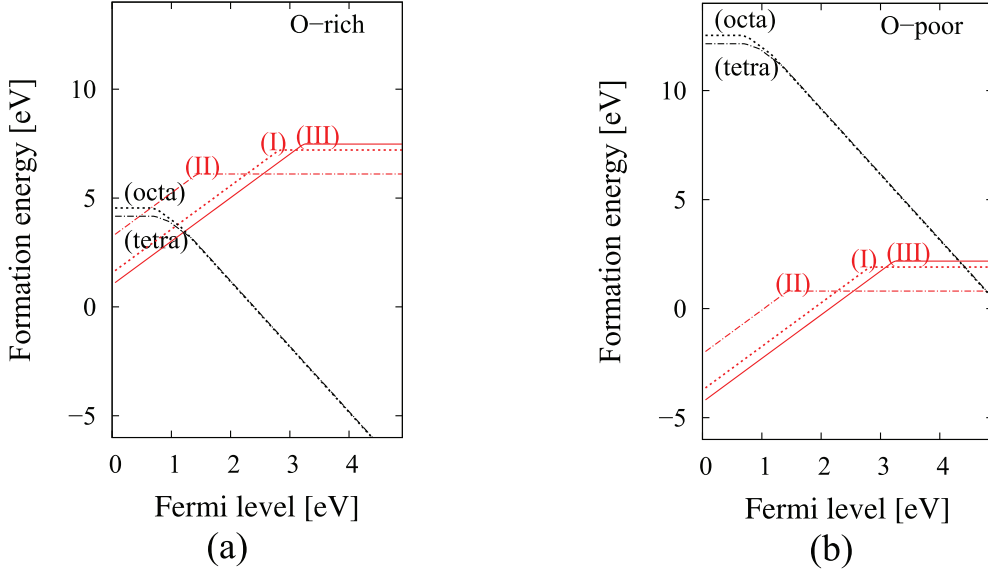 O−rich
(octa)
(tetra)
(I)
(II)
(III)
10
5
0
−5
0 1 2 3 4
Formation energy [eV]
Fermi level [eV]
(a)
(octa)
(tetra)
O−poor
(I)
(II)
(III)
10
5
0
−5
0 1 2 3 4
Formation energy [eV]
Fermi level [eV]
(b)